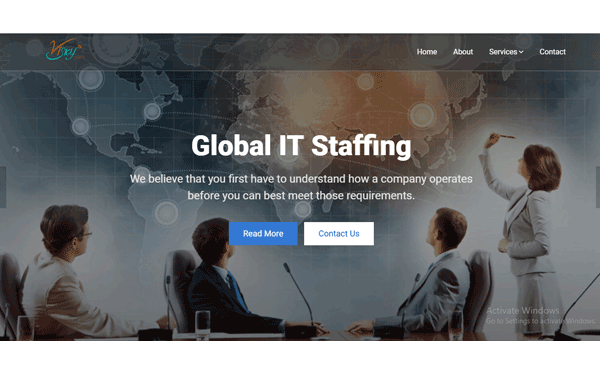 Home About Services Contact
Global IT Staffing
We believe that you first have to understand how a company operates
before you can best meet those requirements.
Read More Contact Us
Activate Windows
Go to Settings to activate Windows.